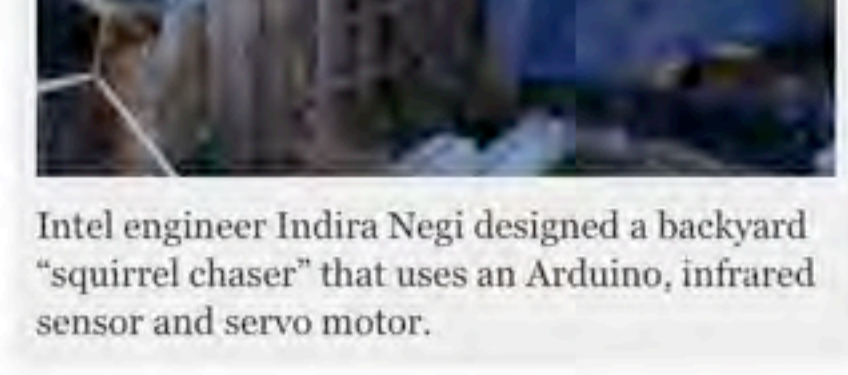 Intel engineer Indira Negi designed a backyard
“squirrel chaser” that uses an Arduino, infrared
sensor and servo motor.